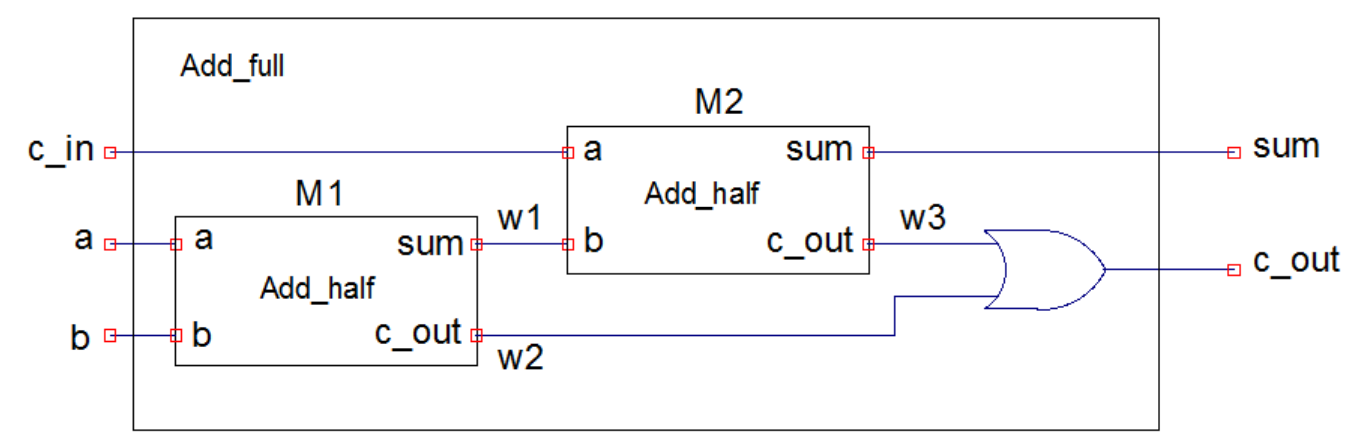 Add_full
M2
c_in a sum sum
M1 Add_half
a a sum w1 b c_out w3
c_out
Add_half
b b c_out w2